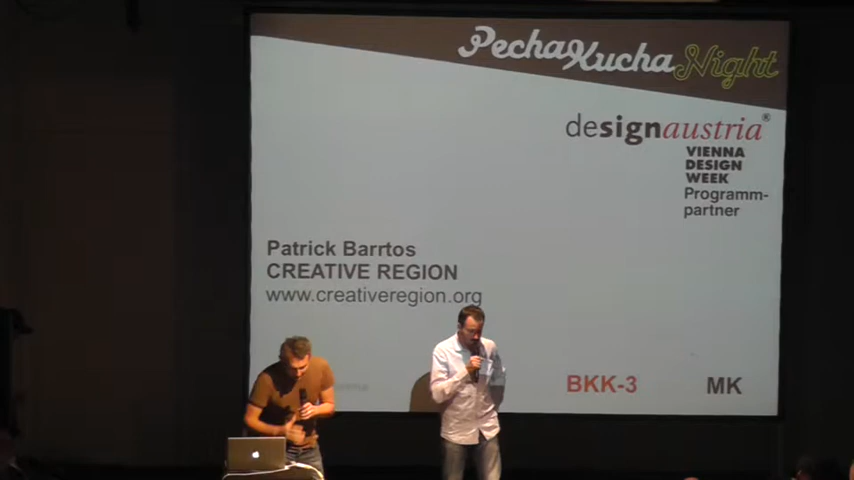 PechaKucha Night
designaustria®
VIENNA
DESIGN
WEEK
Programm-
partner
Patrick Barrtos
CREATIVE REGION
www.creativeregion.org
BKK-3
MK